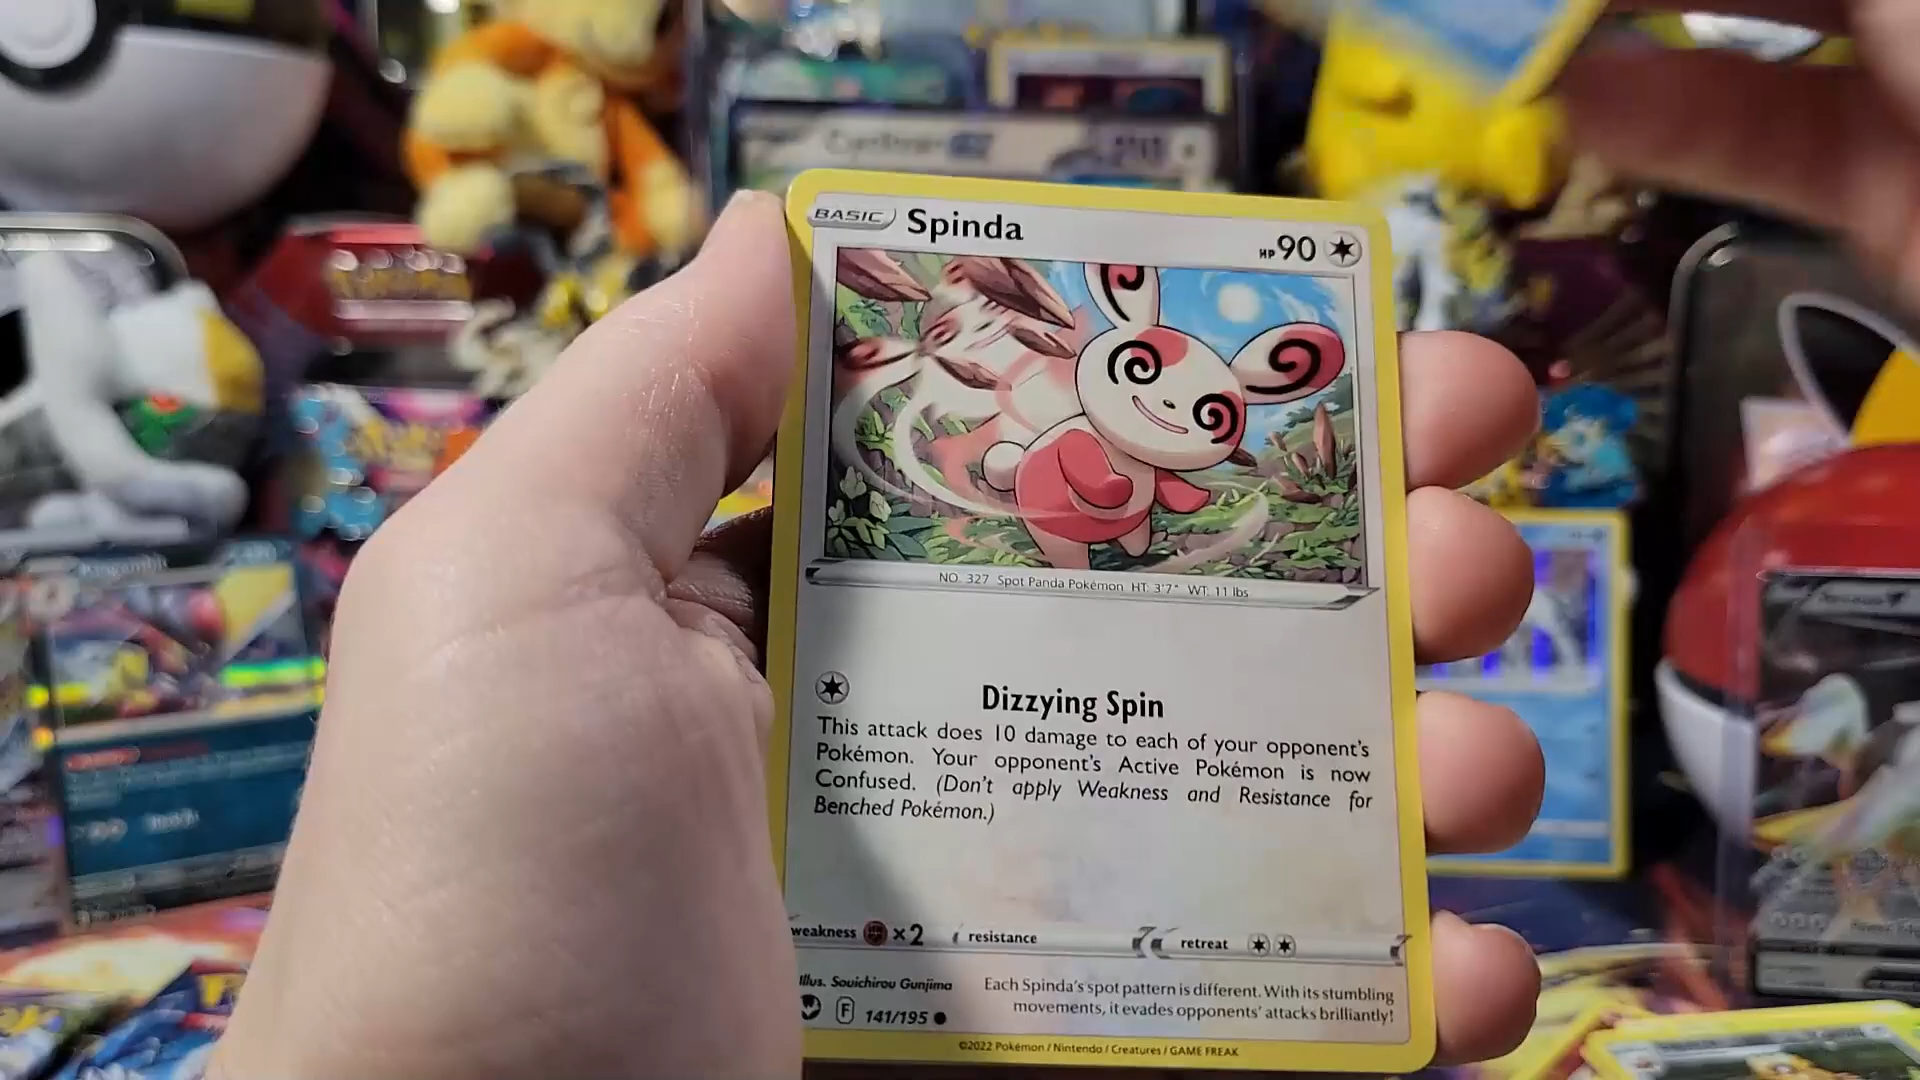 BASIC Spinda HP 90
NO. 327 Spot Panda Pokémon HT: 3'7" WT: 11 lbs
Dizzying Spin
This attack does 10 damage to each of your opponent's
Pokémon. Your opponent's Active Pokémon is now
Confused. (Don't apply Weakness and Resistance for
Benched Pokémon.)
weakness ×2 resistance retreat
Illus. Souichirou Gunjima
Each Spinda's spot pattern is different. With its stumbling
movements, it evades opponents' attacks brilliantly!
F 141/195
©2022 Pokémon / Nintendo / Creatures / GAME FREAK